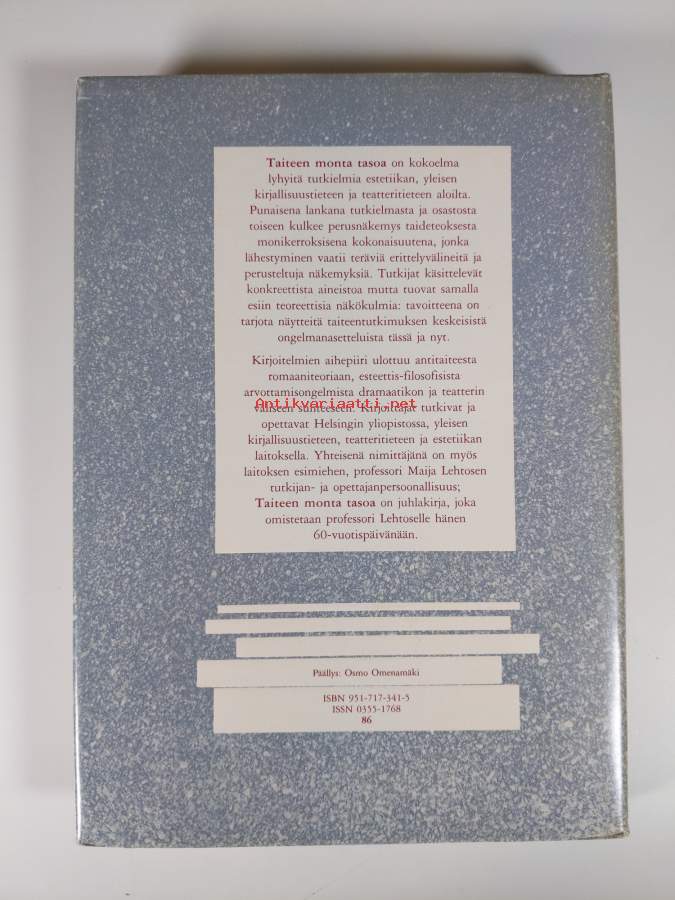 Taiteen monta tasoa on kokoelma
lyhyitä tutkielmia estetiikan, yleisen
kirjallisuustieteen ja teatteritieteen aloilta.
Punaisena lankana tutkielmasta ja osastosta
toiseen kulkee perusnäkemys taideteoksesta
monikerroksisena kokonaisuutena, jonka
lähestyminen vaatii teräviä erittelyvälineitä ja
perusteltuja näkemyksiä. Tutkijat käsittelevät
konkreettista aineistoa mutta tuovat samalla
esiin teoreettisia näkökulmia: tavoitteena on
tarjota näytteitä taiteentutkimuksen keskeisistä
ongelmanasetteluista tässä ja nyt.
Kirjoitelmien aihepiiri ulottuu antitaiteesta
romaaniteoriaan, esteettis-filosofisista
arvottamisongelmista dramaatikon ja teatterin
Antikvariaatti.net
väliseen suhteeseen. Kirjoittajat tutkivat ja
opettavat Helsingin yliopistossa, yleisen
kirjallisuustieteen, teatteritieteen ja estetiikan
laitoksella. Yhteisenä nimittäjänä on myös
laitoksen esimiehen, professori Maija Lehtosen
tutkijan- ja opettajanpersoonallisuus;
Taiteen monta tasoa on juhlakirja, joka
omistetaan professori Lehtoselle hänen
60-vuotispäivänään.
Päällys: Osmo Omenamäki
ISBN 951-717-341-5
ISSN 0355-1768
86